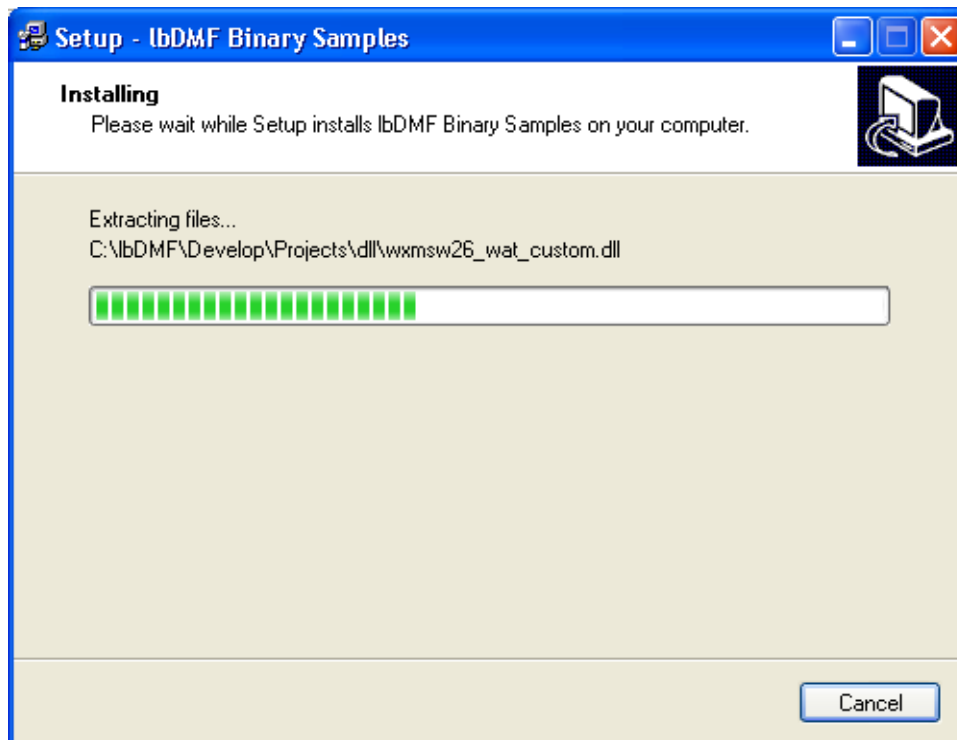 Setup - lbDMF Binary Samples
Installing
Please wait while Setup installs lbDMF Binary Samples on your computer.
Extracting files...
C:\lbDMF\Develop\Projects\dll\wxmsw26_wat_custom.dll
Cancel